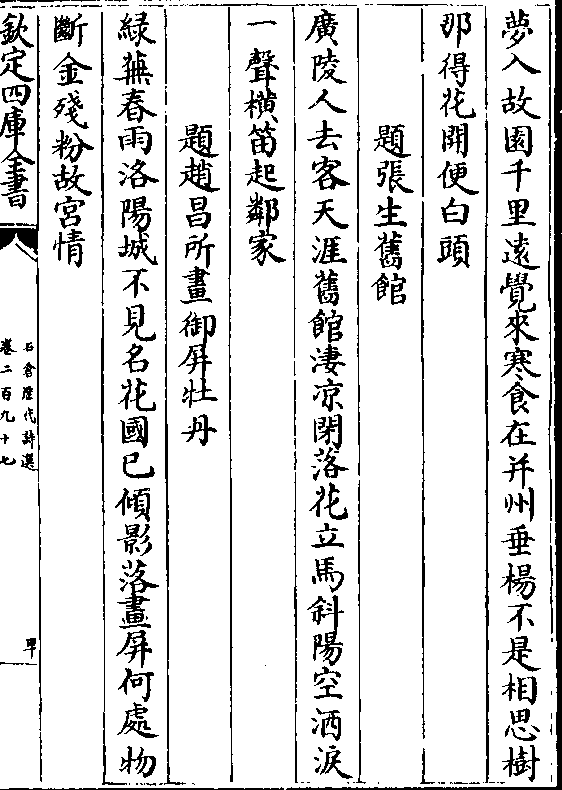 夢入故園千里遠覺來寒食在并州垂楊不是相思樹
那得花開便白頭
題張生舊館
廣陵人去客天涯舊館淒凉閉落花立馬斜陽空洒淚
一聲橫笛起鄰家
題趙昌所畫御屏牡丹
緑蕪春雨洛陽城不見名花國已傾影落畫屏何處物
斷金殘粉故宮情
欽定四庫全書
石倉歷代詩選
卷二百九十七